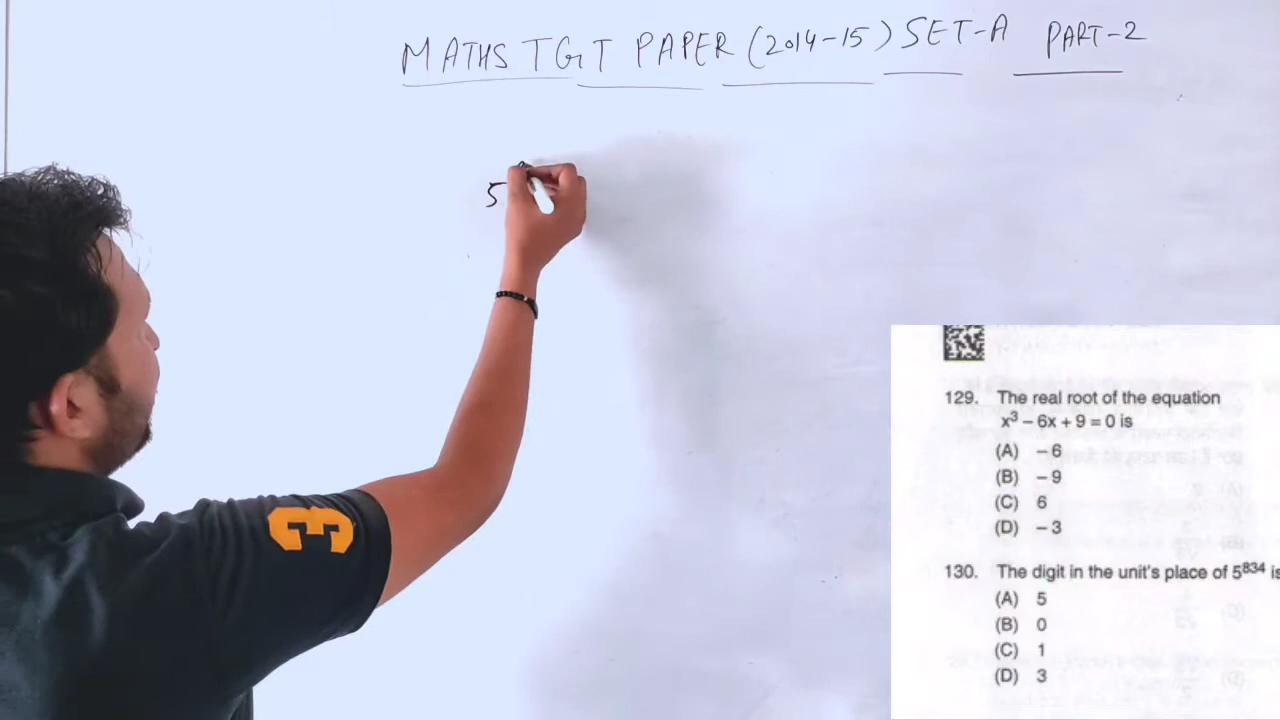 MATHS TGT PAPER (2014-15) SET-A PART-2
5
3
129. The real root of the equation
x³ – 6x + 9 = 0 is
(A) – 6
(B) – 9
(C) 6
(D) – 3
130. The digit in the unit's place of 5⁸³⁴ is
(A) 5
(B) 0
(C) 1
(D) 3